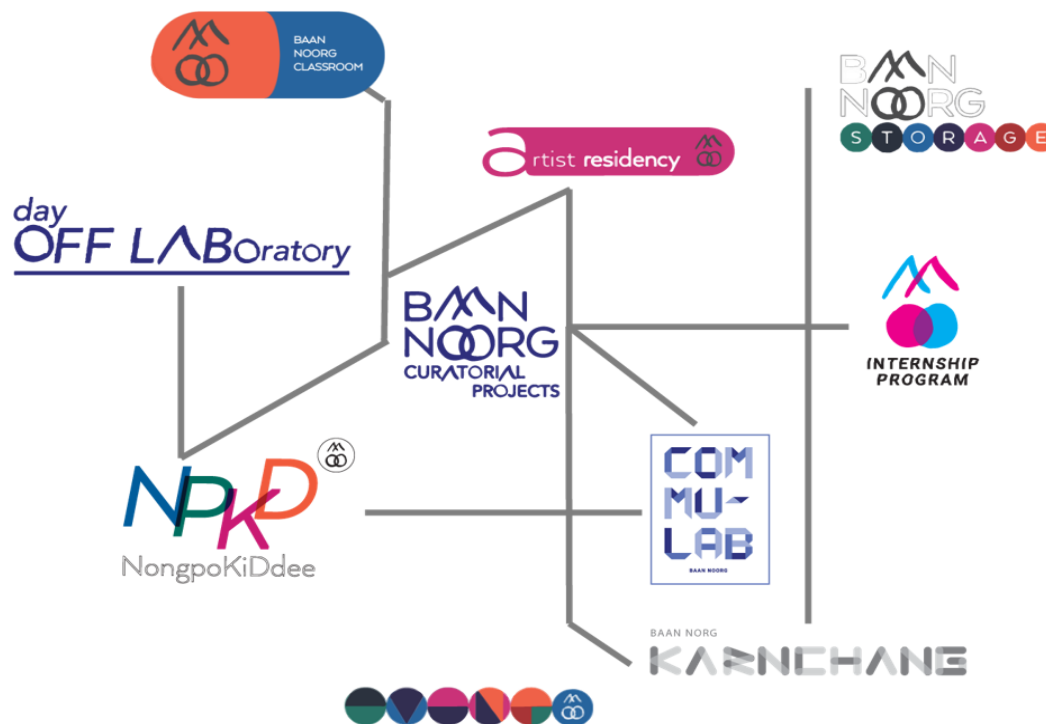 BAAN
NOORG
CLASSROOM
BAAN
NOORG
STORAGE
artist residency
day
OFF LABoratory
BAAN
NOORG
CURATORIAL
PROJECTS
INTERNSHIP
PROGRAM
NPKD
NongpoKiDdee
COM
MU-
LAB
BAAN NOORG
BAAN NORG
KARNCHANG